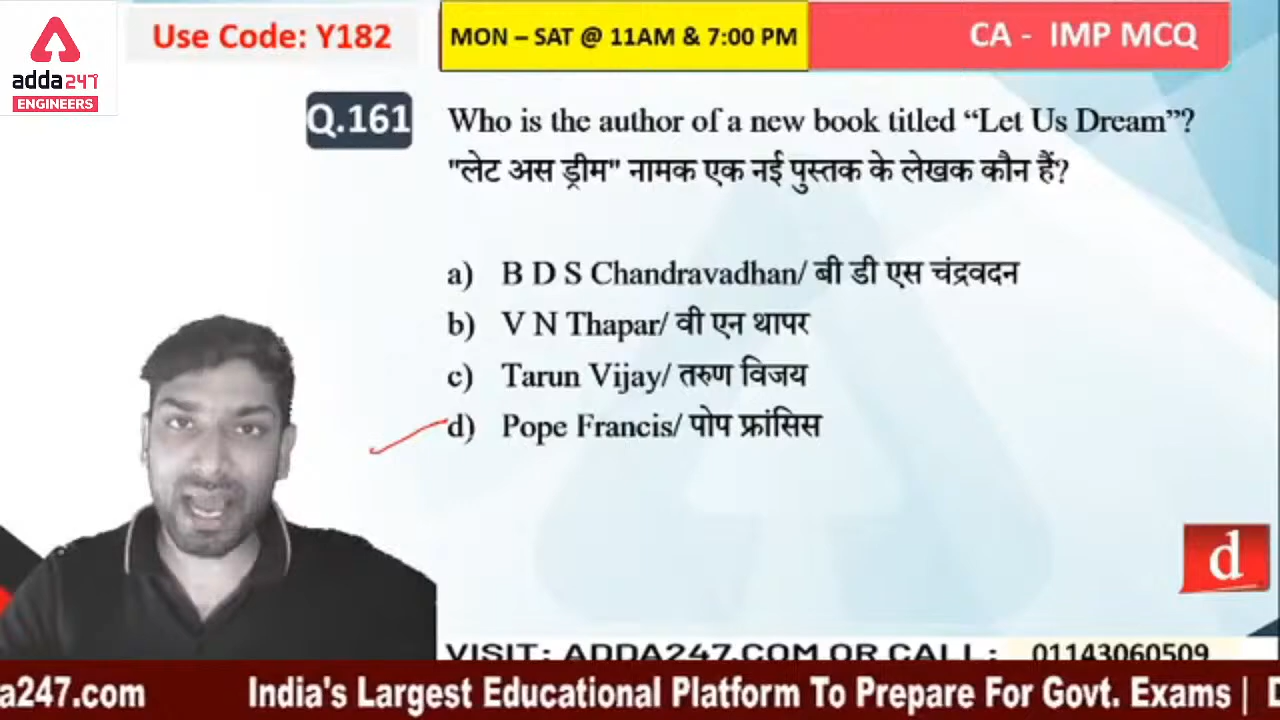 Use Code: Y182
MON – SAT @ 11AM & 7:00 PM
CA - IMP MCQ
adda247
ENGINEERS
Q.161
Who is the author of a new book titled “Let Us Dream”?
"लेट अस ड्रीम" नामक एक नई पुस्तक के लेखक कौन हैं?
a) B D S Chandravadhan/ बी डी एस चंद्रवदन
b) V N Thapar/ वी एन थापर
c) Tarun Vijay/ तरुण विजय
d) Pope Francis/ पोप फ्रांसिस
d
VISIT: ADDA247.COM OR CALL: 01143060509
a247.com India's Largest Educational Platform To Prepare For Govt. Exams | D